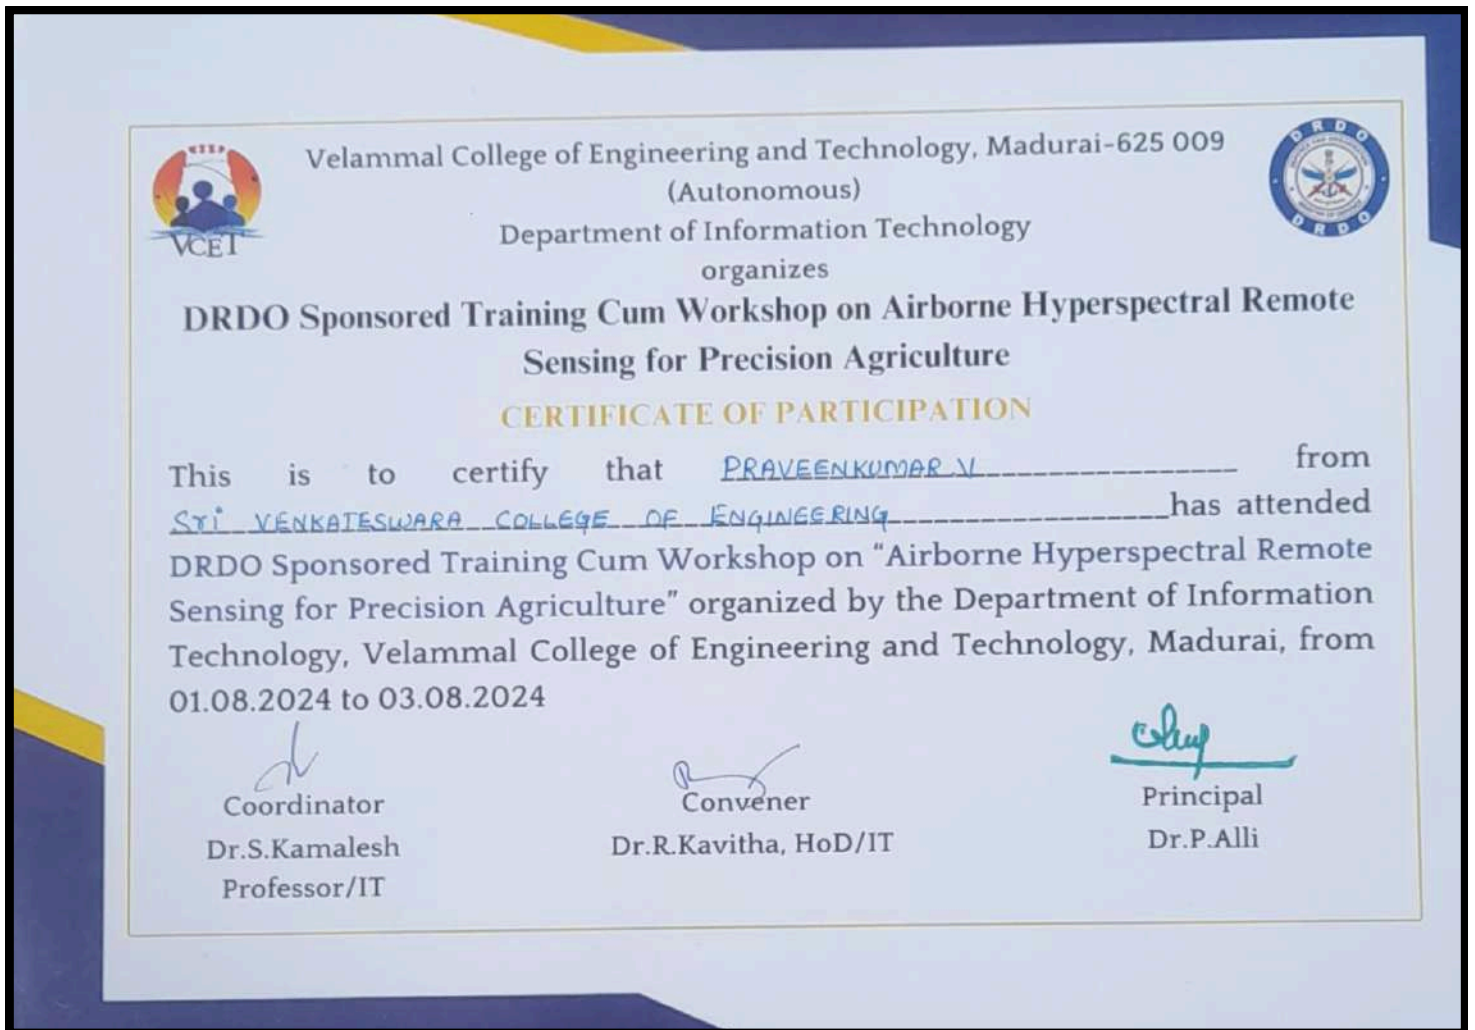 Velammal College of Engineering and Technology, Madurai-625 009
(Autonomous)
Department of Information Technology
organizes
VCET
DRDO
DRDO
DRDO Sponsored Training Cum Workshop on Airborne Hyperspectral Remote
Sensing for Precision Agriculture
CERTIFICATE OF PARTICIPATION
This is to certify that PRAVEENKUMAR V from
Sri VENKATESWARA COLLEGE OF ENGINEERING has attended
DRDO Sponsored Training Cum Workshop on “Airborne Hyperspectral Remote
Sensing for Precision Agriculture” organized by the Department of Information
Technology, Velammal College of Engineering and Technology, Madurai, from
01.08.2024 to 03.08.2024
Coordinator
Dr.S.Kamalesh
Professor/IT
Convener
Dr.R.Kavitha, HoD/IT
Principal
Dr.P.Alli